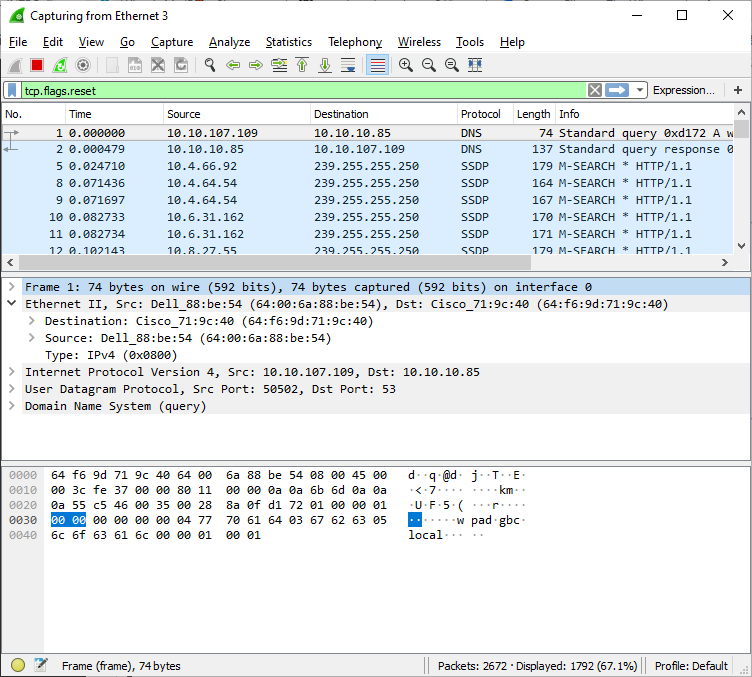 Capturing from Ethernet 3
File Edit View Go Capture Analyze Statistics Telephony Wireless Tools Help
tcp.flags.reset Expression... +
No. Time Source Destination Protocol Length Info
1 0.000000 10.10.107.109 10.10.10.85 DNS 74 Standard query 0xd172 A w
2 0.000479 10.10.10.85 10.10.107.109 DNS 137 Standard query response 0
5 0.024710 10.4.66.92 239.255.255.250 SSDP 179 M-SEARCH * HTTP/1.1
8 0.071436 10.4.64.54 239.255.255.250 SSDP 164 M-SEARCH * HTTP/1.1
9 0.071697 10.4.64.54 239.255.255.250 SSDP 167 M-SEARCH * HTTP/1.1
10 0.082733 10.6.31.162 239.255.255.250 SSDP 170 M-SEARCH * HTTP/1.1
11 0.082734 10.6.31.162 239.255.255.250 SSDP 171 M-SEARCH * HTTP/1.1
12 0.102143 10.8.27.55 239.255.255.250 SSDP 179 M-SEARCH * HTTP/1.1
Frame 1: 74 bytes on wire (592 bits), 74 bytes captured (592 bits) on interface 0
Ethernet II, Src: Dell_88:be:54 (64:00:6a:88:be:54), Dst: Cisco_71:9c:40 (64:f6:9d:71:9c:40)
Destination: Cisco_71:9c:40 (64:f6:9d:71:9c:40)
Source: Dell_88:be:54 (64:00:6a:88:be:54)
Type: IPv4 (0x0800)
Internet Protocol Version 4, Src: 10.10.107.109, Dst: 10.10.10.85
User Datagram Protocol, Src Port: 50502, Dst Port: 53
Domain Name System (query)
0000 64 f6 9d 71 9c 40 64 00 6a 88 be 54 08 00 45 00 d··q·@d· j··T··E·
0010 00 3c fe 37 00 00 80 11 00 00 0a 0a 6b 6d 0a 0a ·<·7···· ····km··
0020 0a 55 c5 46 00 35 00 28 8a 0f d1 72 01 00 00 01 ·U·F·5·( ···r····
0030 00 00 00 00 00 00 04 77 70 61 64 03 67 62 63 05 ·······w pad·gbc·
0040 6c 6f 63 61 6c 00 00 01 00 01 local··· ··
Frame (frame), 74 bytes Packets: 2672 · Displayed: 1792 (67.1%) Profile: Default